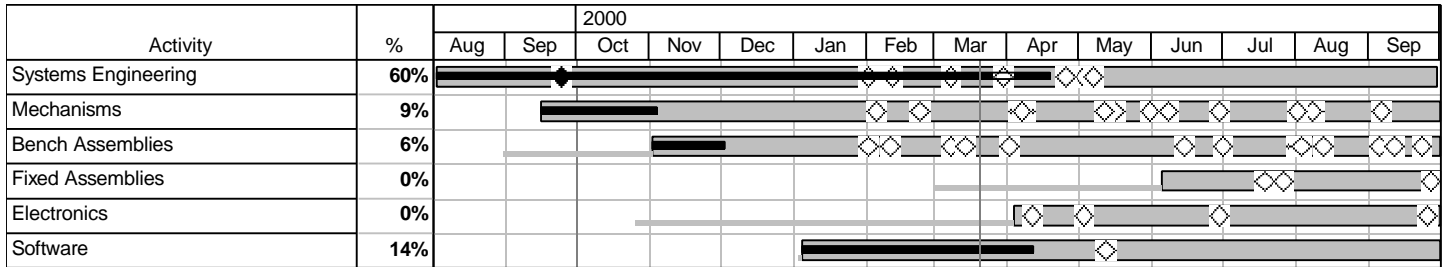 2000
Activity % Aug Sep Oct Nov Dec Jan Feb Mar Apr May Jun Jul Aug Sep
Systems Engineering 60%
Mechanisms 9%
Bench Assemblies 6%
Fixed Assemblies 0%
Electronics 0%
Software 14%